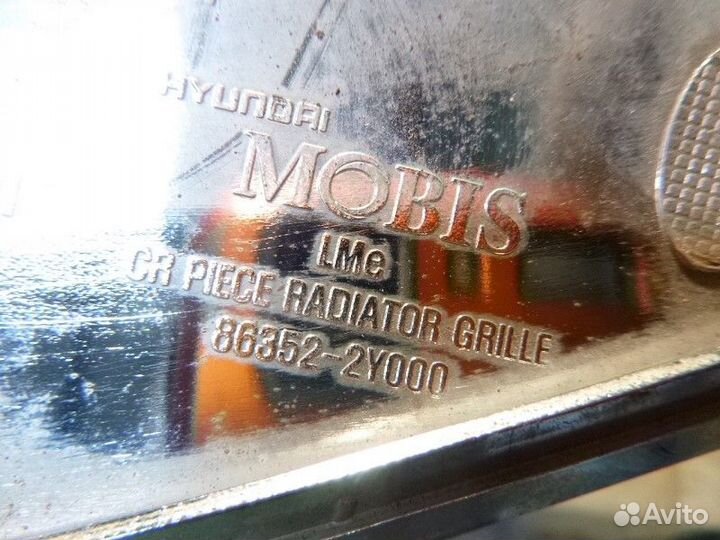 HYUNDAI
MOBIS
LMe
CR PIECE RADIATOR GRILLE
86352-2Y000
Avito